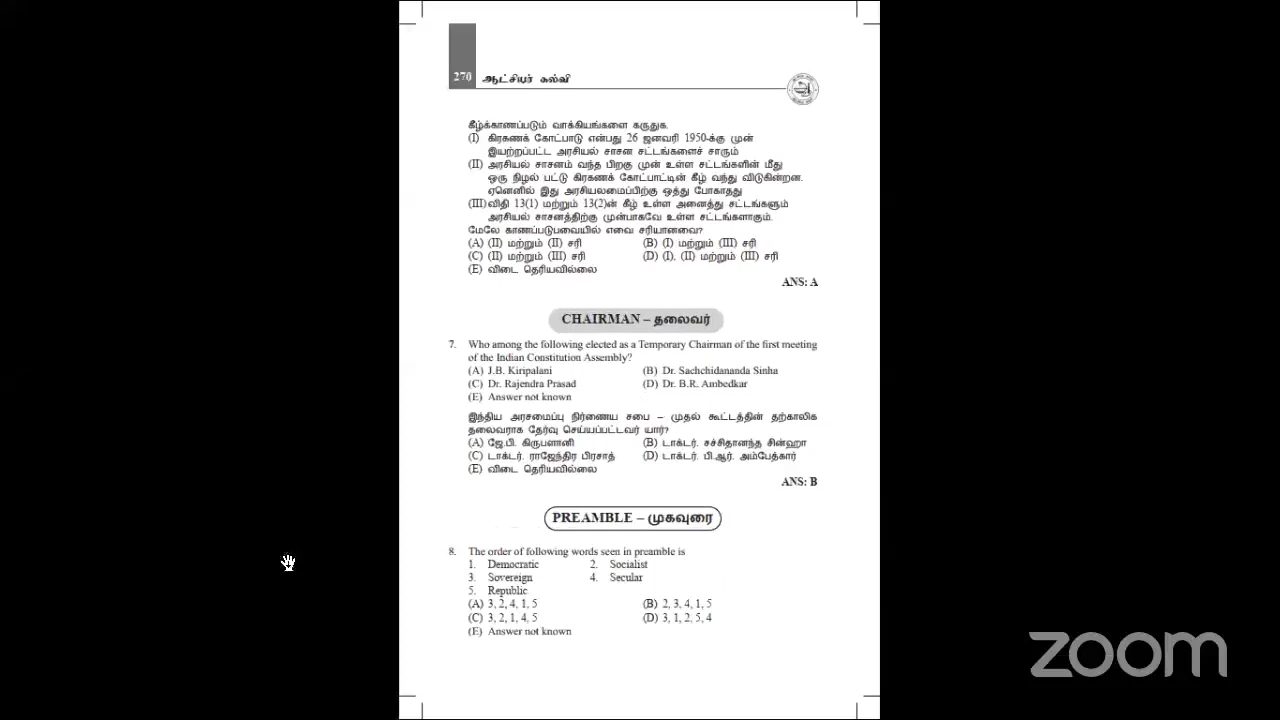 270 ஆட்சியர் கல்வி
கீழ்க்காணப்படும் வாக்கியங்களை கருதுக.
(I) கிரகணக் கோட்பாடு என்பது 26 ஜனவரி 1950-க்கு முன்
இயற்றப்பட்ட அரசியல் சாசன சட்டங்களைச் சாரும்
(II) அரசியல் சாசனம் வந்த பிறகு முன் உள்ள சட்டங்களின் மீது
ஒரு நிழல் பட்டு கிரகணக் கோட்பாட்டின் கீழ் வந்து விடுகின்றன.
ஏனெனில் இது அரசியலமைப்பிற்கு ஒத்து போகாதது
(III) விதி 13(1) மற்றும் 13(2)ன் கீழ் உள்ள அனைத்து சட்டங்களும்
அரசியல் சாசனத்திற்கு முன்பாகவே உள்ள சட்டங்களாகும்.
மேலே காணப்படுபவையில் எவை சரியானவை?
(A) (II) மற்றும் (II) சரி (B) (I) மற்றும் (III) சரி
(C) (II) மற்றும் (III) சரி (D) (I), (II) மற்றும் (III) சரி
(E) விடை தெரியவில்லை
ANS: A
CHAIRMAN – தலைவர்
7. Who among the following elected as a Temporary Chairman of the first meeting
of the Indian Constitution Assembly?
(A) J.B. Kiripalani (B) Dr. Sachchidananda Sinha
(C) Dr. Rajendra Prasad (D) Dr. B.R. Ambedkar
(E) Answer not known
இந்திய அரசமைப்பு நிர்ணய சபை – முதல் கூட்டத்தின் தற்காலிக
தலைவராக தேர்வு செய்யப்பட்டவர் யார்?
(A) ஜே.பி. கிருபளானி (B) டாக்டர். சச்சிதானந்த சின்ஹா
(C) டாக்டர். ராஜேந்திர பிரசாத் (D) டாக்டர். பி.ஆர். அம்பேத்கார்
(E) விடை தெரியவில்லை
ANS: B
PREAMBLE – முகவுரை
8. The order of following words seen in preamble is
1. Democratic 2. Socialist
3. Sovereign 4. Secular
5. Republic
(A) 3, 2, 4, 1, 5 (B) 2, 3, 4, 1, 5
(C) 3, 2, 1, 4, 5 (D) 3, 1, 2, 5, 4
(E) Answer not known
zoom